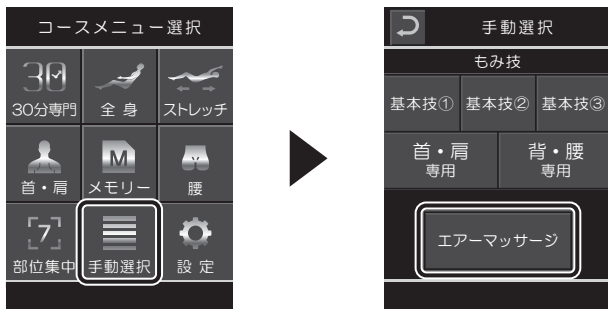 コースメニュー選択
30
30分専門
全 身
ストレッチ
首・肩
M
メモリー
腰
7
部位集中
手動選択
設 定
手動選択
もみ技
基本技①
基本技②
基本技③
首・肩
専用
背・腰
専用
エアーマッサージ